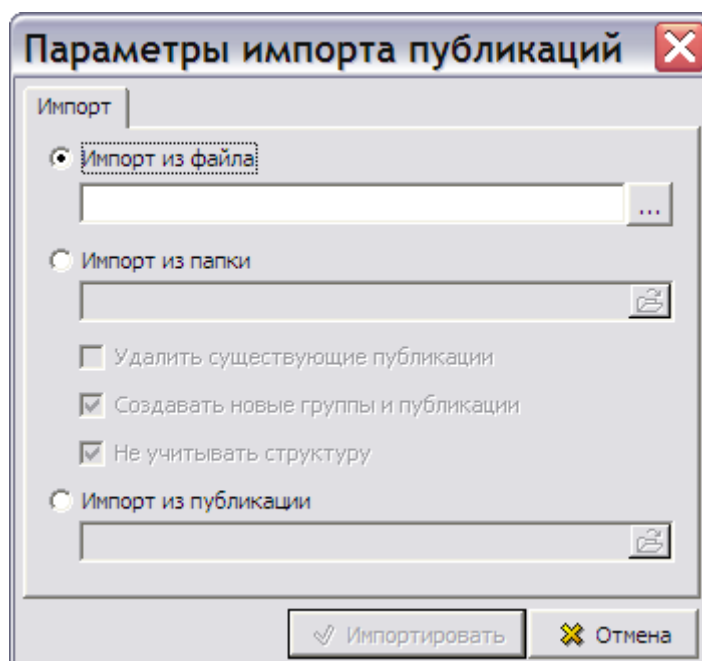 Параметры импорта публикаций
Импорт
Импорт из файла
...
Импорт из папки
Удалить существующие публикации
Создавать новые группы и публикации
Не учитывать структуру
Импорт из публикации
Импортировать
Отмена